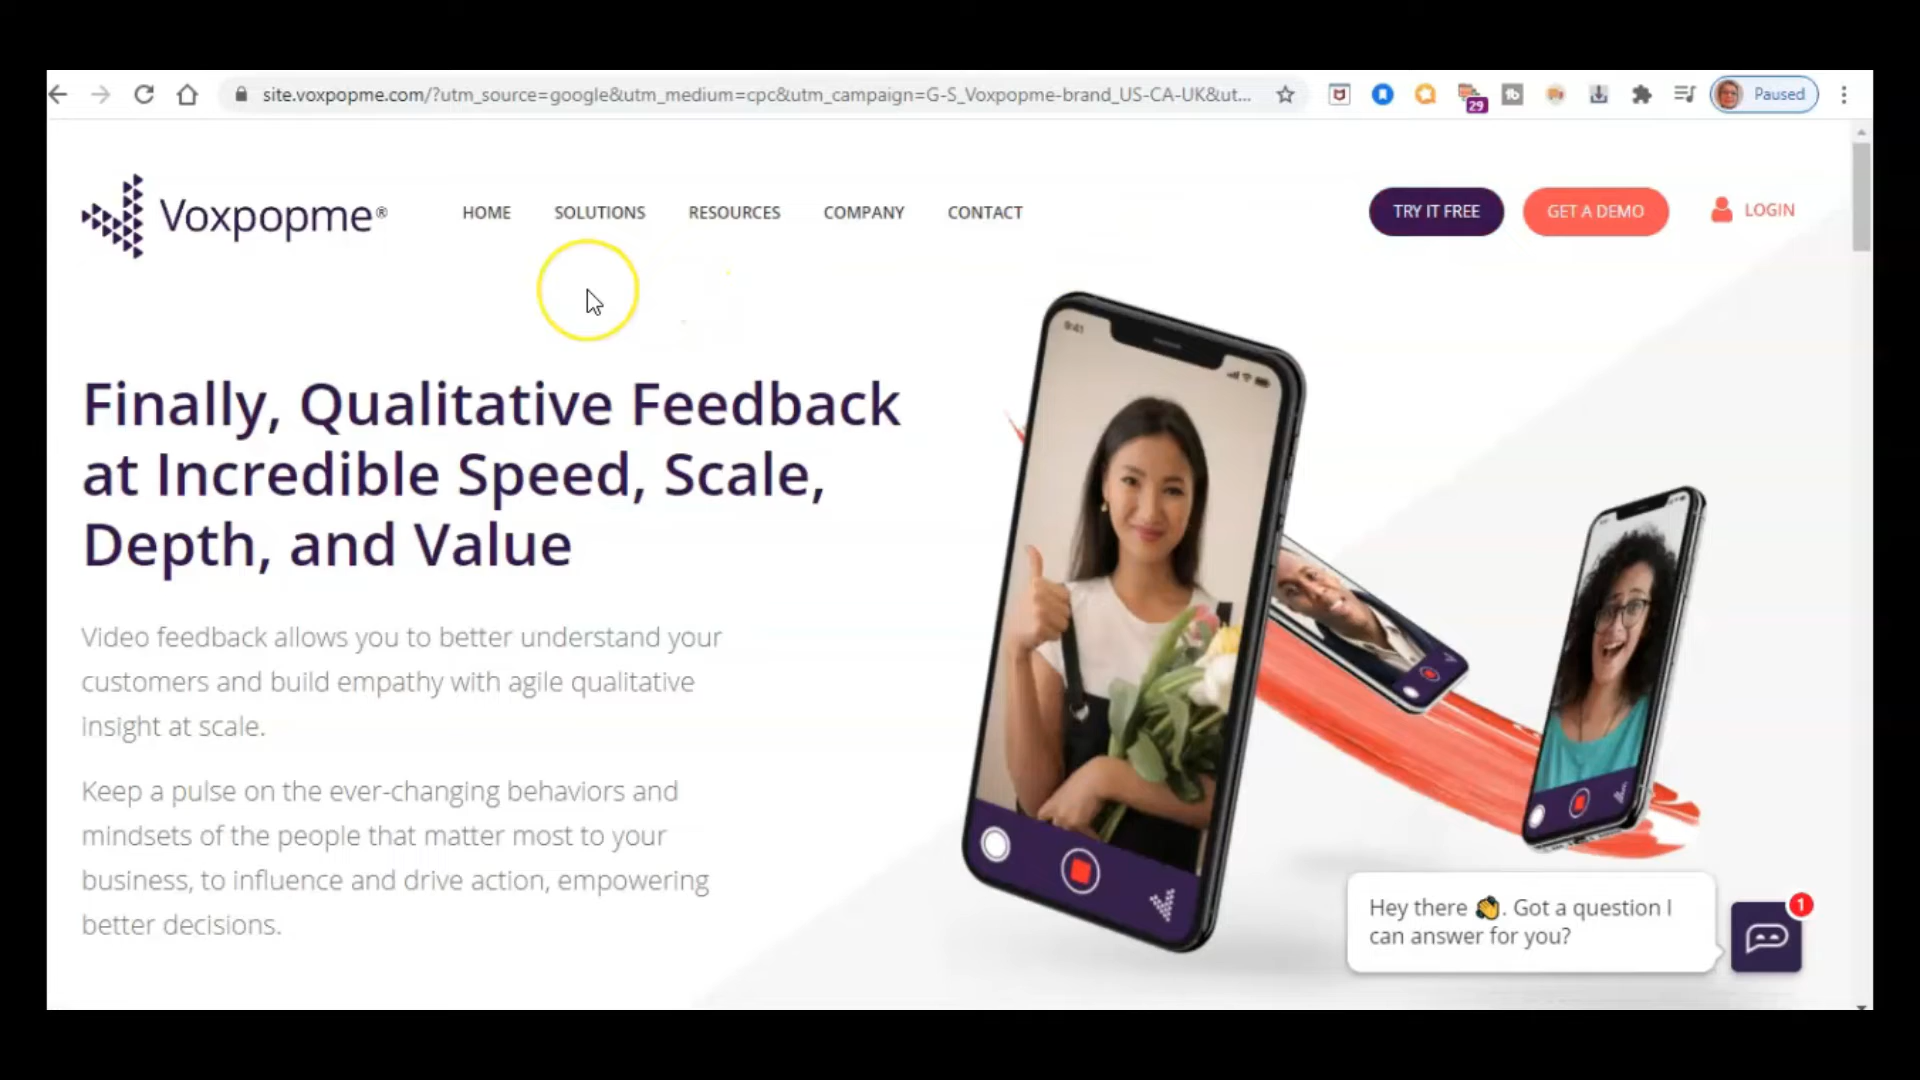 site.voxpopme.com/?utm_source=google&utm_medium=cpc&utm_campaign=G-S_Voxpopme-brand_US-CA-UK&ut...
29
Paused
Voxpopme®
HOME
SOLUTIONS
RESOURCES
COMPANY
CONTACT
TRY IT FREE
GET A DEMO
LOGIN
9:41
Finally, Qualitative Feedback
at Incredible Speed, Scale,
Depth, and Value
Video feedback allows you to better understand your
customers and build empathy with agile qualitative
insight at scale.
Keep a pulse on the ever-changing behaviors and
mindsets of the people that matter most to your
business, to influence and drive action, empowering
better decisions.
Hey there 👋. Got a question I
can answer for you?
1